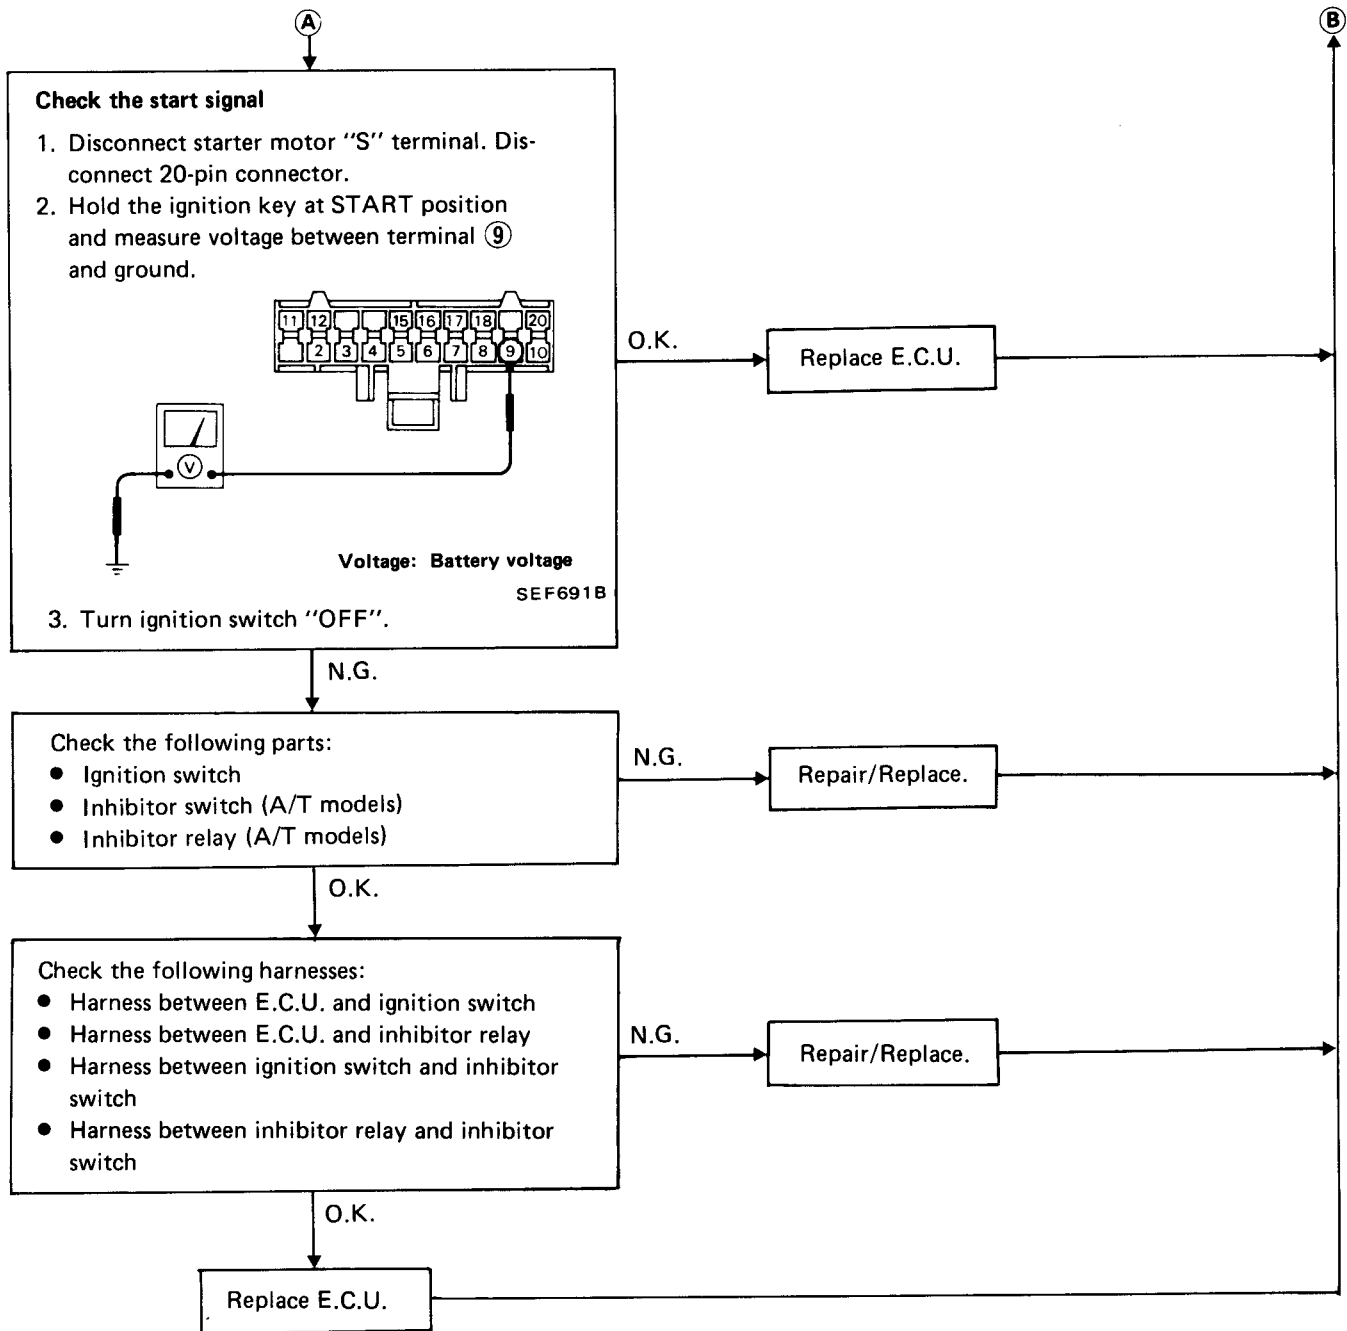 A
B
Check the start signal
1. Disconnect starter motor "S" terminal. Dis-
connect 20-pin connector.
2. Hold the ignition key at START position
and measure voltage between terminal ⑨
and ground.
11 12 15 16 17 18 20
2 3 4 5 6 7 8 9 10
V
Voltage: Battery voltage
SEF691B
3. Turn ignition switch "OFF".
O.K.
Replace E.C.U.
N.G.
Check the following parts:
● Ignition switch
● Inhibitor switch (A/T models)
● Inhibitor relay (A/T models)
N.G.
Repair/Replace.
O.K.
Check the following harnesses:
● Harness between E.C.U. and ignition switch
● Harness between E.C.U. and inhibitor relay
● Harness between ignition switch and inhibitor
switch
● Harness between inhibitor relay and inhibitor
switch
N.G.
Repair/Replace.
O.K.
Replace E.C.U.